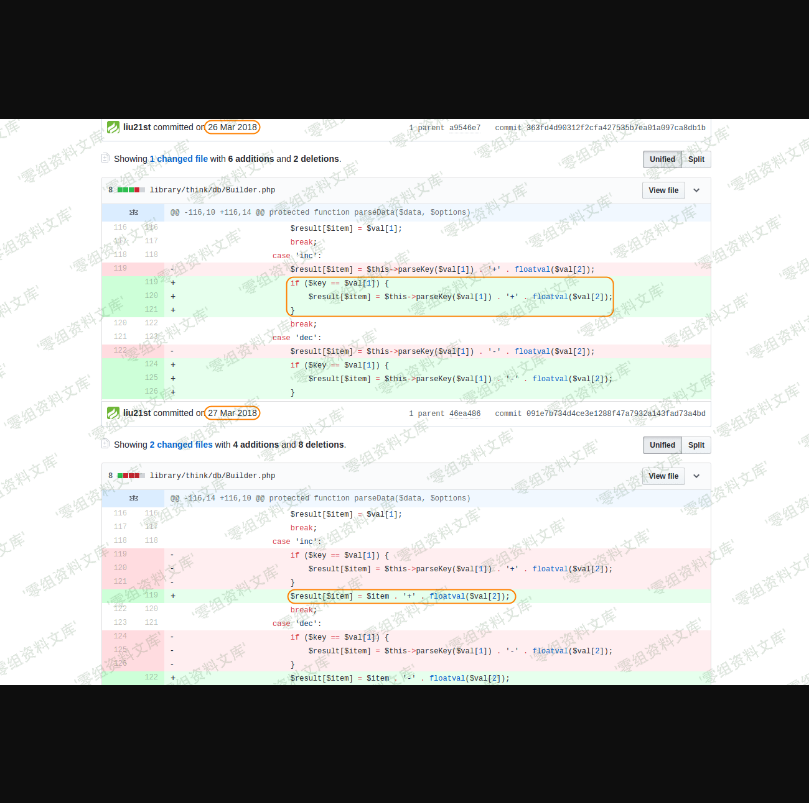 liu21st committed on 26 Mar 2018
1 parent a9546e7 commit 363fd4d90312f2cfa427535b7ea01a097ca8db1b
Showing 1 changed file with 6 additions and 2 deletions.
Unified Split
8 library/think/db/Builder.php
View file
@@ -116,10 +116,14 @@ protected function parseData($data, $options)
116 116 $result[$item] = $val[1];
117 117 break;
118 118 case 'inc':
119 - $result[$item] = $this->parseKey($val[1]) . '+' . floatval($val[2]);
119 + if ($key == $val[1]) {
120 + $result[$item] = $this->parseKey($val[1]) . '+' . floatval($val[2]);
121 + }
120 122 break;
121 123 case 'dec':
122 - $result[$item] = $this->parseKey($val[1]) . '-' . floatval($val[2]);
124 + if ($key == $val[1]) {
125 + $result[$item] = $this->parseKey($val[1]) . '-' . floatval($val[2]);
126 + }
liu21st committed on 27 Mar 2018
1 parent 46ea486 commit 091e7b734d4ce3e1288f47a7932a143fad73a4bd
Showing 2 changed files with 4 additions and 8 deletions.
Unified Split
8 library/think/db/Builder.php
View file
@@ -116,14 +116,10 @@ protected function parseData($data, $options)
116 116 $result[$item] = $val[1];
117 117 break;
118 118 case 'inc':
119 - if ($key == $val[1]) {
120 - $result[$item] = $this->parseKey($val[1]) . '+' . floatval($val[2]);
121 - }
119 + $result[$item] = $item . '+' . floatval($val[2]);
122 120 break;
123 121 case 'dec':
124 - if ($key == $val[1]) {
125 - $result[$item] = $this->parseKey($val[1]) . '-' . floatval($val[2]);
126 - }
122 + $result[$item] = $item . '-' . floatval($val[2]);
'零组资料文库'